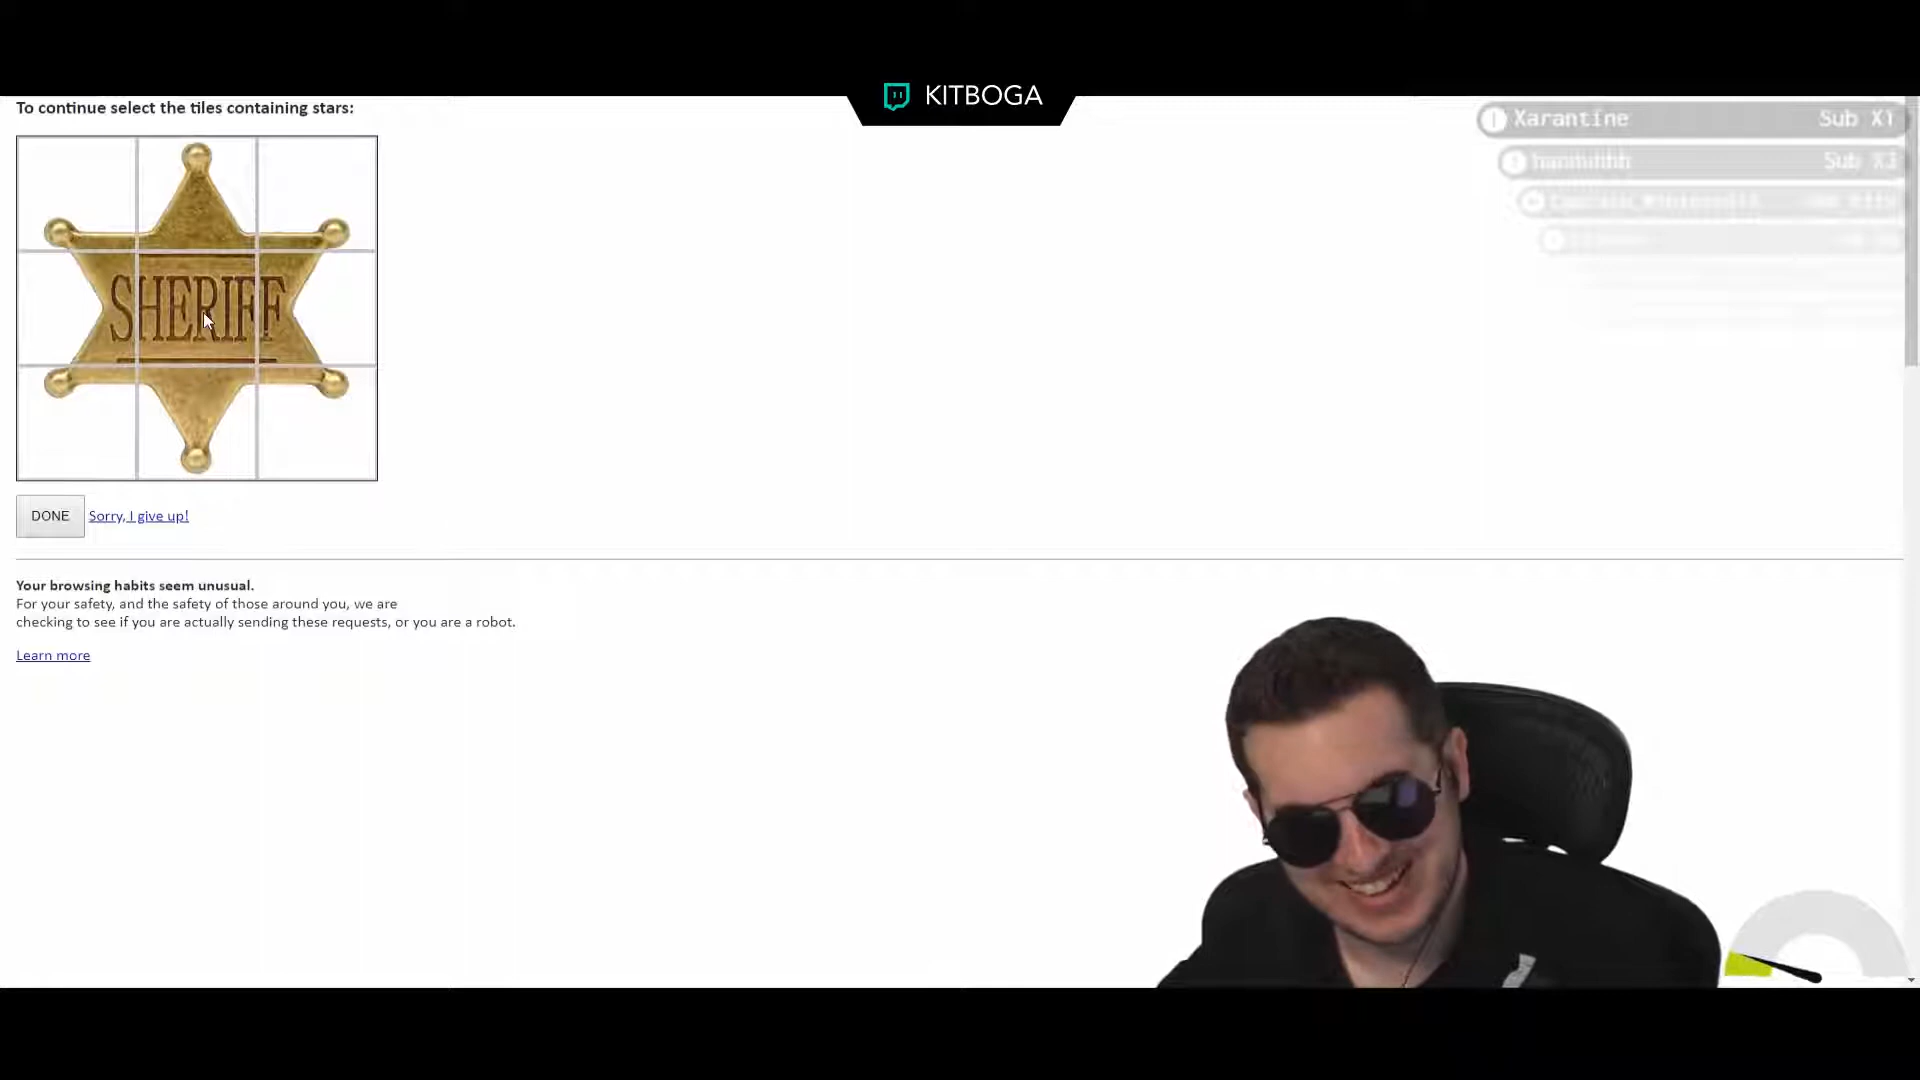 KITBOGA
To continue select the tiles containing stars:
Xarantine Sub X1
Sub X3
SHERIFF
DONE Sorry, I give up!
Your browsing habits seem unusual.
For your safety, and the safety of those around you, we are
checking to see if you are actually sending these requests, or you are a robot.
Learn more